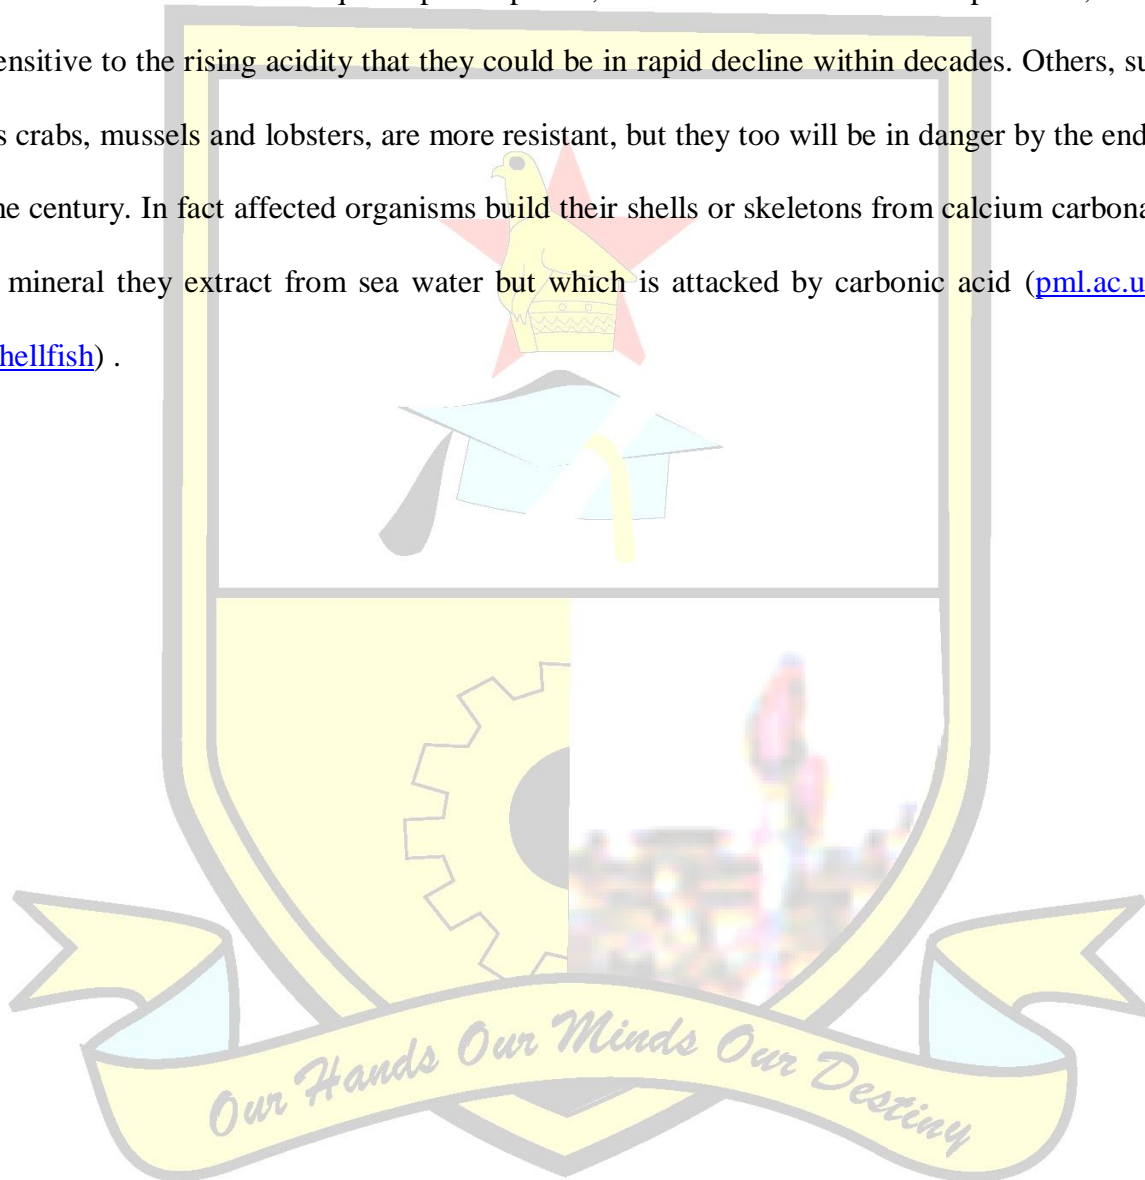 ensitive to the rising acidity that they could be in rapid decline within decades. Others, su
s crabs, mussels and lobsters, are more resistant, but they too will be in danger by the end
ne century. In fact affected organisms build their shells or skeletons from calcium carbona
mineral they extract from sea water but which is attacked by carbonic acid (pml.ac.u
hellfish) .
Our Hands Our Minds Our Destiny